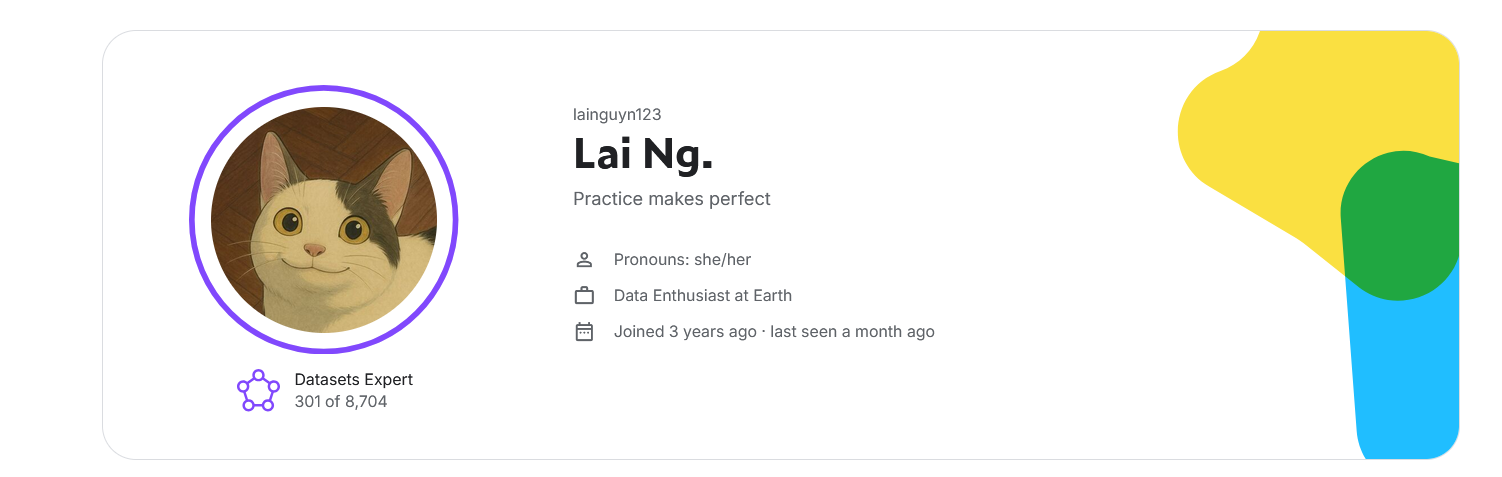 lainguyn123
Lai Ng.
Practice makes perfect
Pronouns: she/her
Data Enthusiast at Earth
Joined 3 years ago · last seen a month ago
Datasets Expert
301 of 8,704